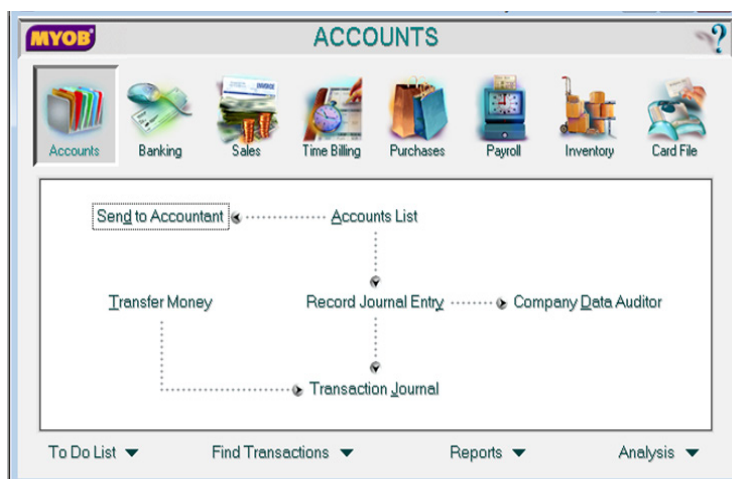 MYOB ACCOUNTS ?
Accounts Banking Sales Time Billing Purchases Payroll Inventory Card File
Send to Accountant Accounts List
Transfer Money Record Journal Entry Company Data Auditor
Transaction Journal
To Do List Find Transactions Reports Analysis